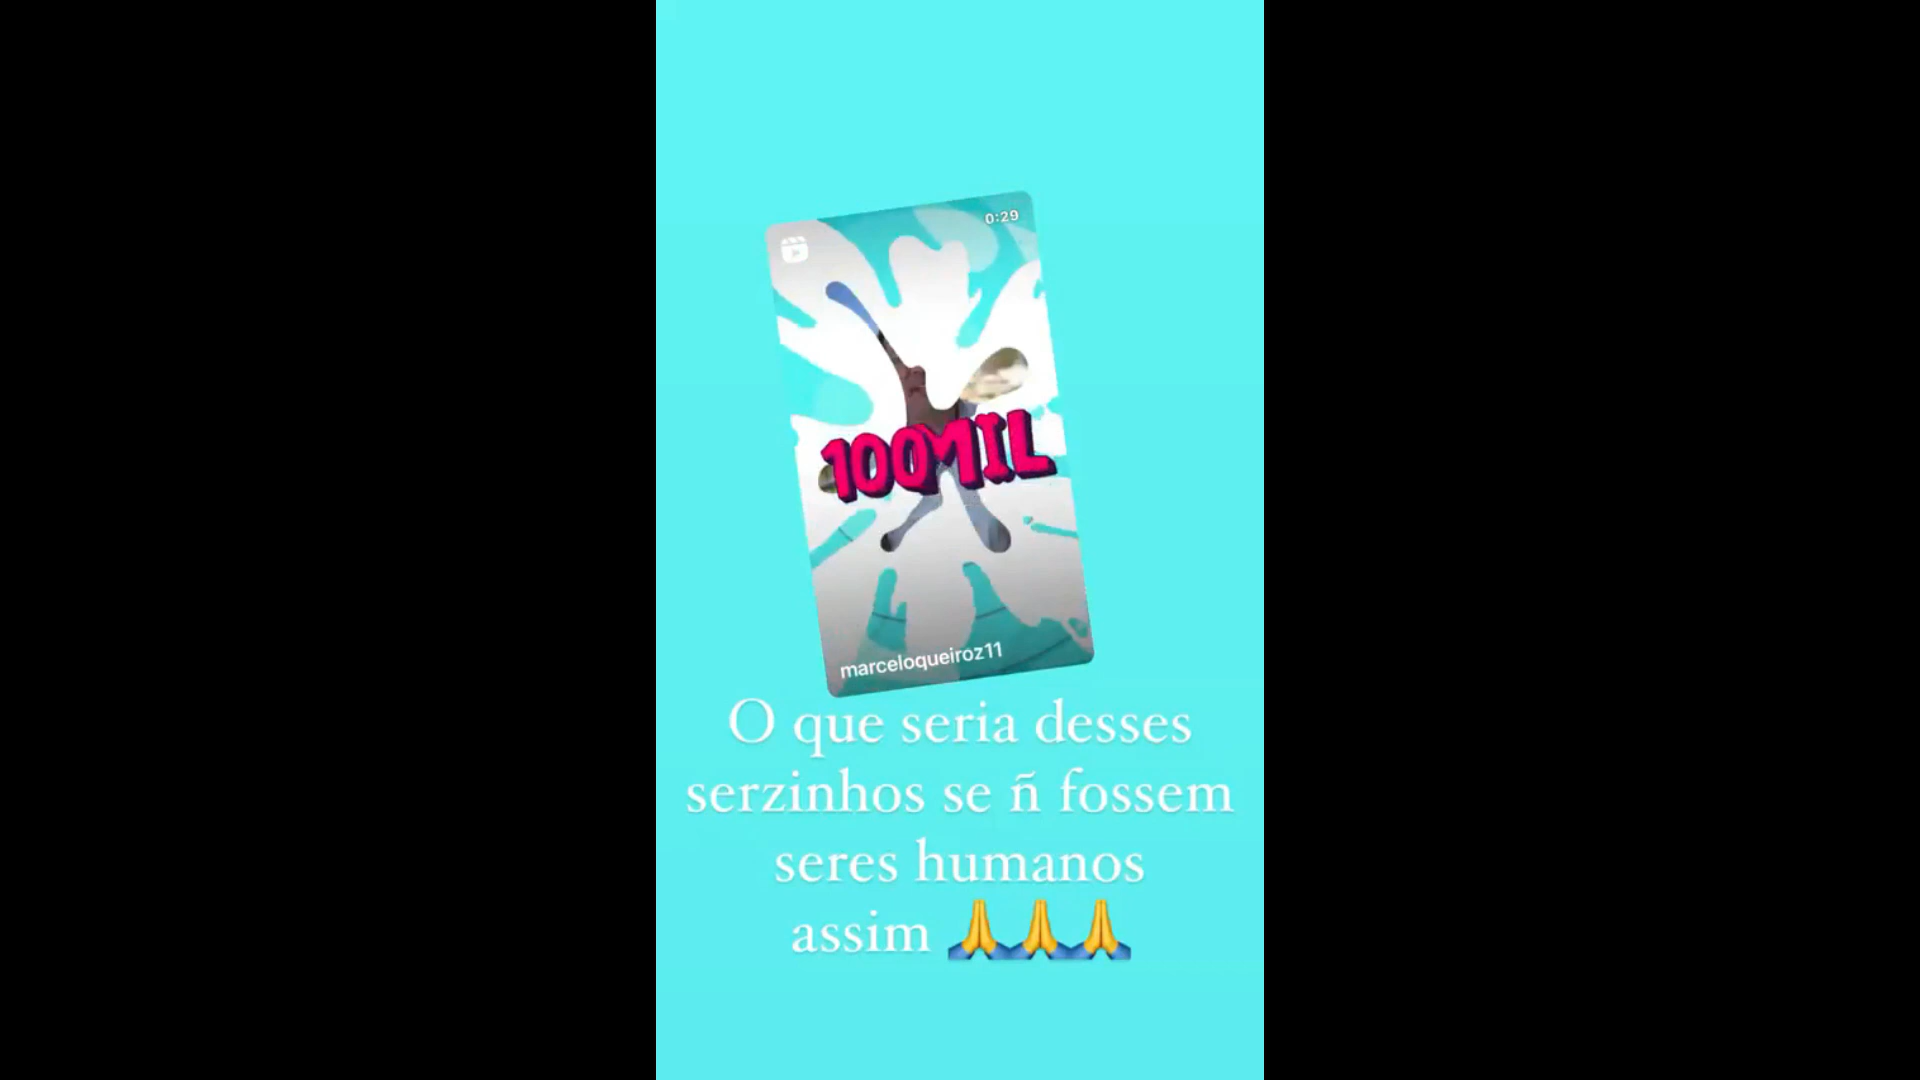 0:29
100MIL
marceloqueiroz11
O que seria desses
serzinhos se ñ fossem
seres humanos
assim 🙏🙏🙏